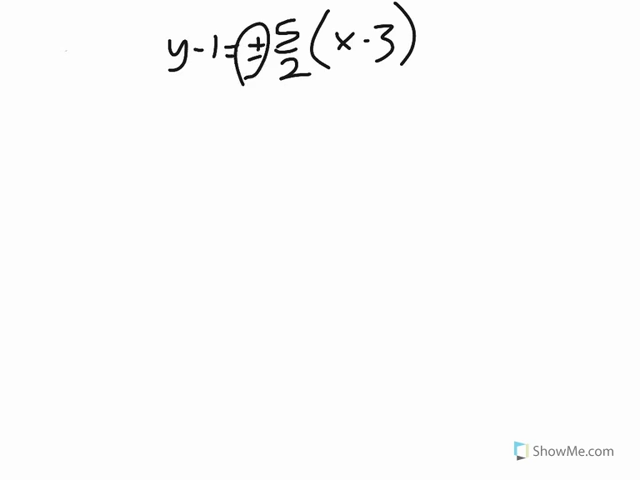 y - 1 = ± 5/2 (x - 3)
ShowMe.com